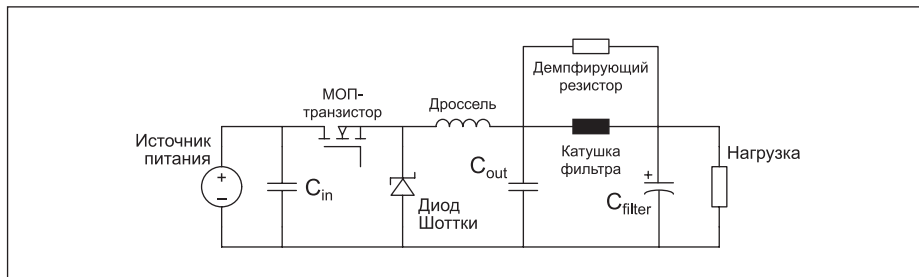 Источник
питания
+
−
C_in
МОП-
транзистор
Диод
Шоттки
Дроссель
C_out
Демпфирующий
резистор
Катушка
фильтра
+
C_filter
Нагрузка